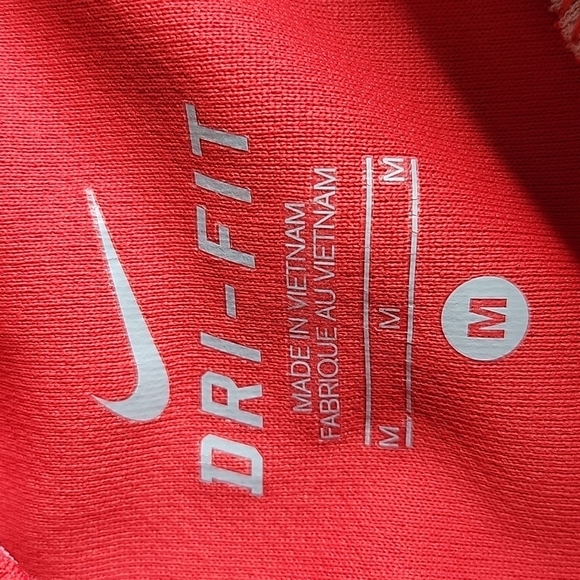 DRI-FIT
MADE IN VIETNAM
FABRIQUE AU VIETNAM
M M M
M